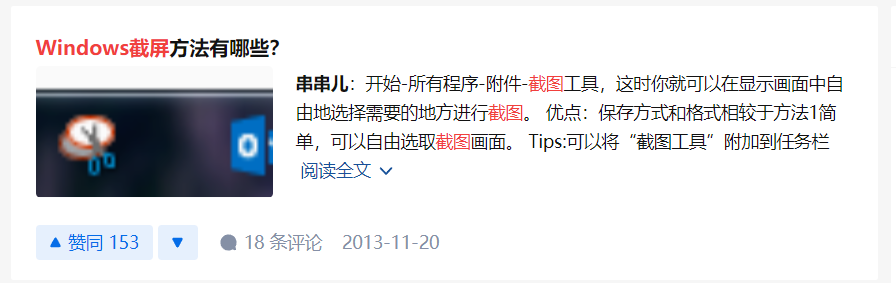 Windows截屏方法有哪些?
串串儿：开始-所有程序-附件-截图工具，这时你就可以在显示画面中自
由地选择需要的地方进行截图。 优点：保存方式和格式相较于方法1简
单，可以自由选取截图画面。 Tips:可以将“截图工具”附加到任务栏
阅读全文
赞同 153
18 条评论 2013-11-20